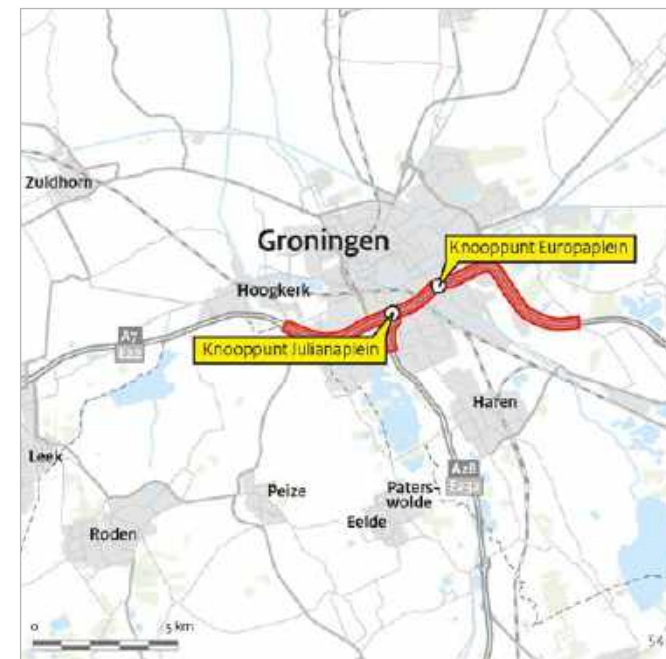 Zuidhorn
Groningen
Knooppunt Europaplein
Hoogkerk
A7
Knooppunt Julianaplein
Haren
Leek
A28
Peize
Paters-
wolde
Eelde
Roden
0 5 km